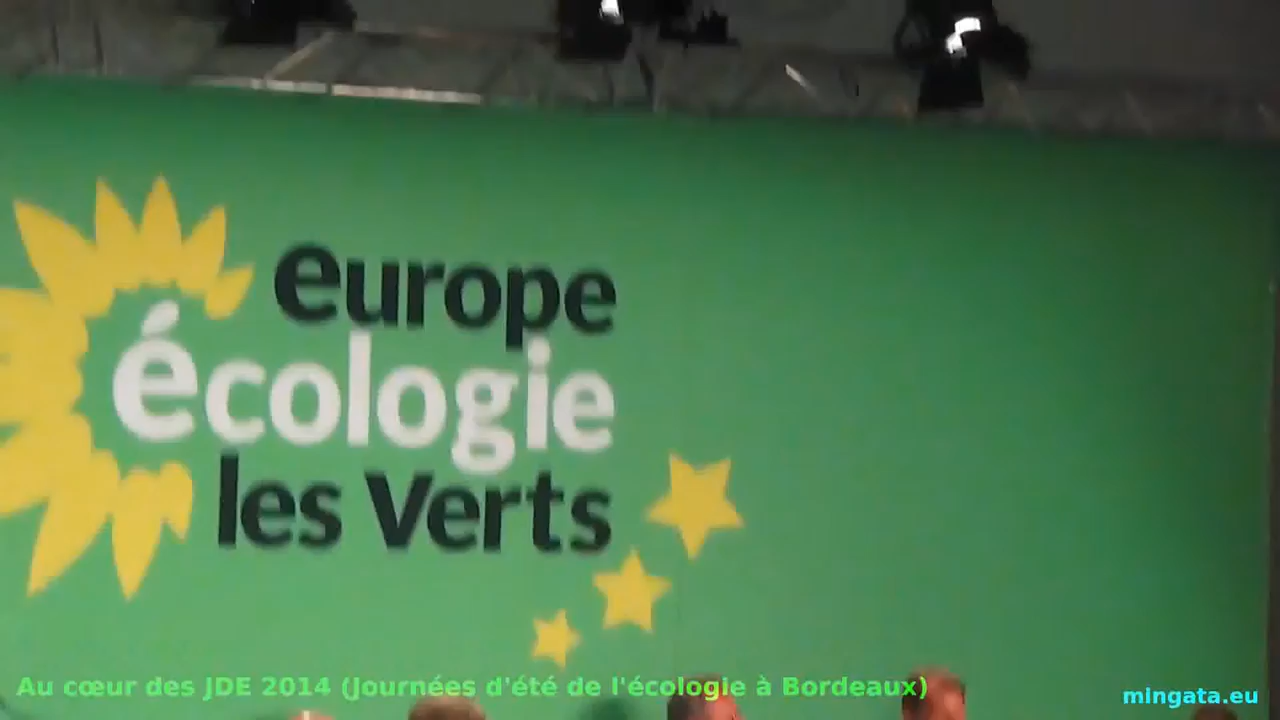 europe
écologie
les Verts
Au cœur des JDE 2014 (Journées d'été de l'écologie à Bordeaux)
mingata.eu